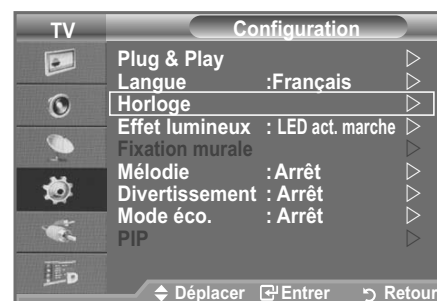 TV Configuration
Plug & Play
Langue :Français
Horloge
Effet lumineux : LED act. marche
Fixation murale
Mélodie :Arrêt
Divertissement :Arrêt
Mode éco. : Arrêt
PIP
D
Déplacer Entrer Retour